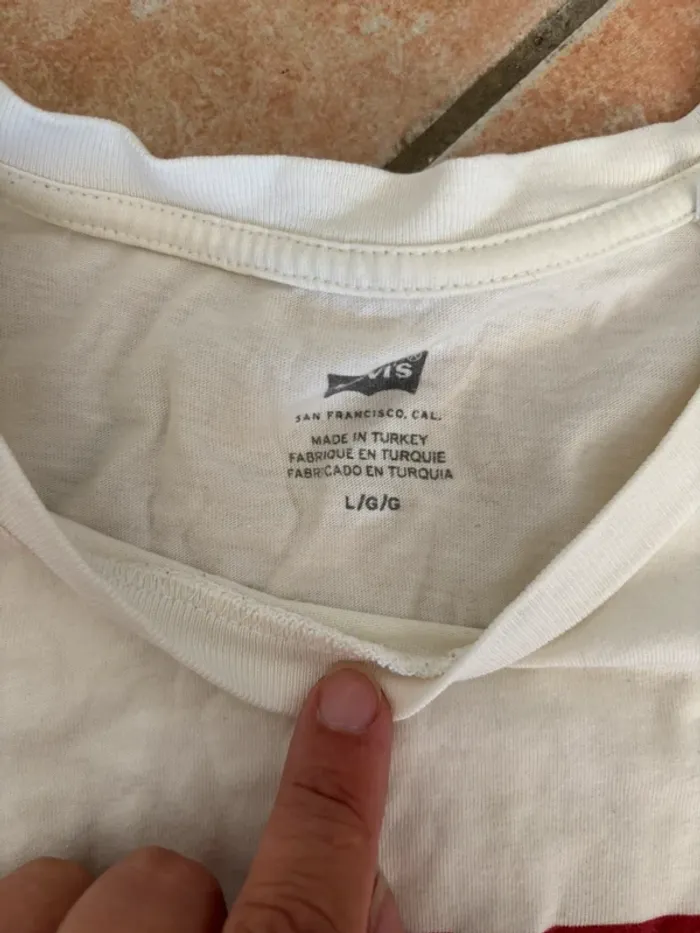 SAN FRANCISCO, CAL.
MADE IN TURKEY
FABRIQUE EN TURQUIE
FABRICADO EN TURQUIA
L/G/G